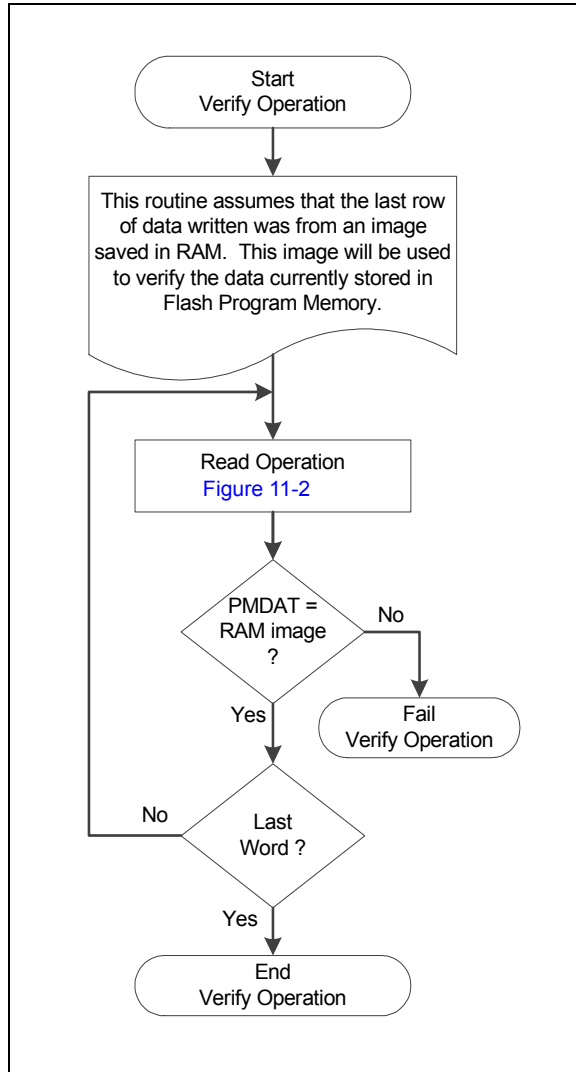 Start
Verify Operation
This routine assumes that the last row
of data written was from an image
saved in RAM. This image will be used
to verify the data currently stored in
Flash Program Memory.
Read Operation
Figure 11-2
PMDAT =
RAM image
?
No
Yes
Fail
Verify Operation
No
Last
Word ?
Yes
End
Verify Operation